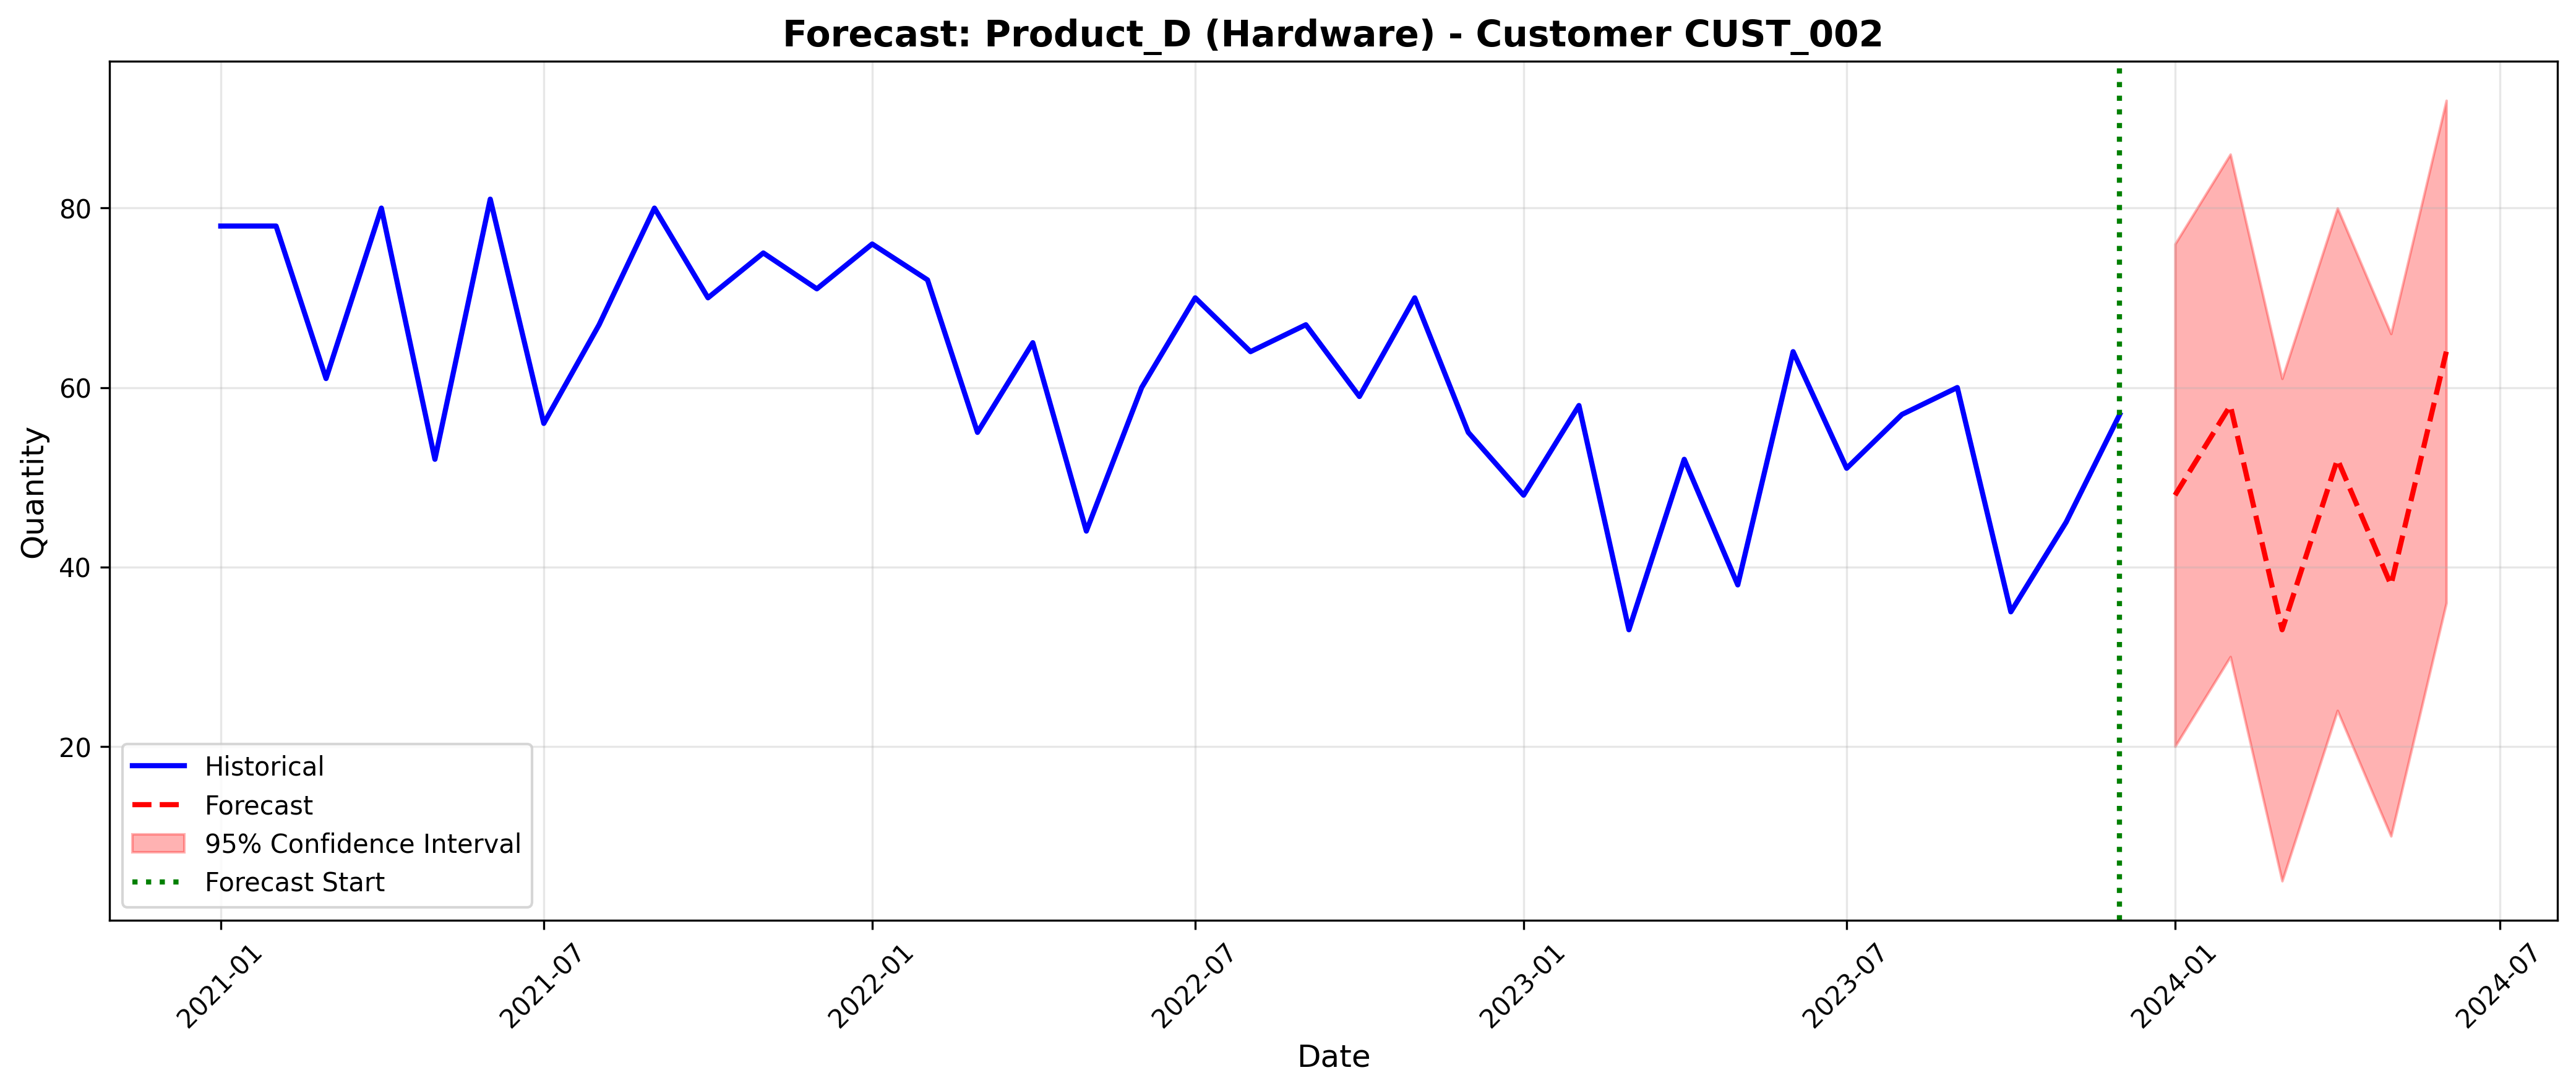 Forecast: Product_D (Hardware) - Customer CUST_002
Quantity
80
60
40
20
Historical
Forecast
95% Confidence Interval
Forecast Start
2021-01
2021-07
2022-01
2022-07
2023-01
2023-07
2024-01
2024-07
Date